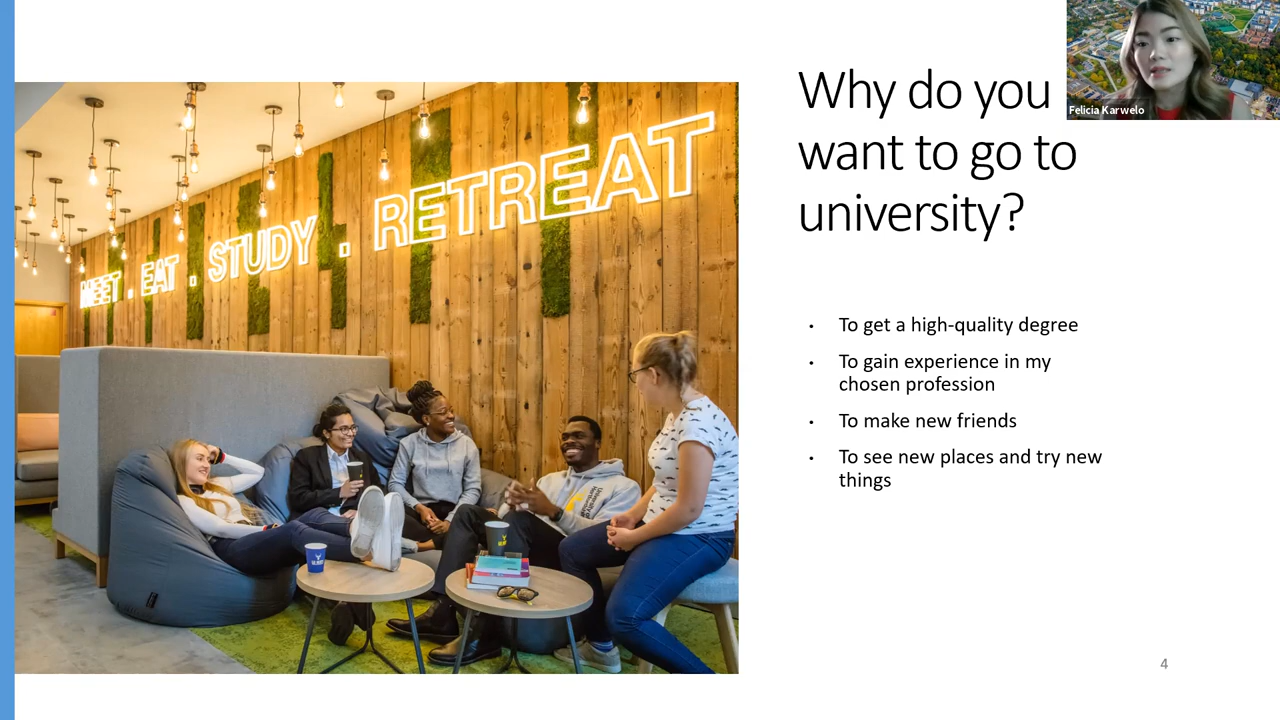 MEET . EAT . STUDY . RETREAT
Why do you
want to go to
university?
Felicia Karwelo
• To get a high-quality degree
• To gain experience in my
chosen profession
• To make new friends
• To see new places and try new
things
4